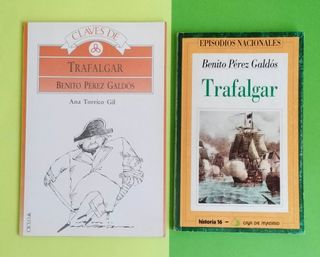 CLAVES DE
TRAFALGAR
BENITO PÉREZ GALDÓS
Ana Torrico Gil
CICLO
EPISODIOS NACIONALES
Benito Pérez Galdós
Trafalgar
historia 16
CAJA DE MADRID